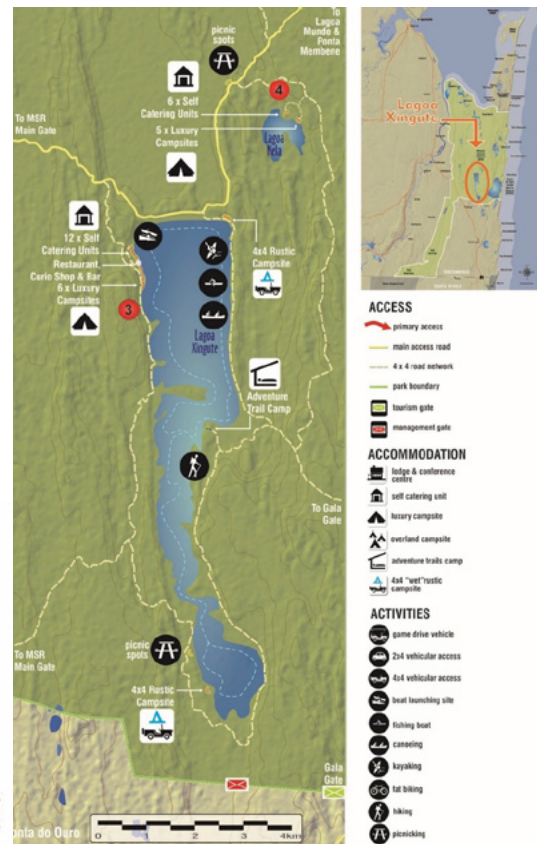 picnic
spots
To
Lagoa
Mundo &
Ponta
Membene
6 x Self
Catering Units
4
5 x Luxury
Campsites
Lagoa
Nela
To MSR
Main Gate
12 x Self
Catering Units
Restaurant
Curio Shop & Bar
6 x Luxury
Campsites
3
4x4 Rustic
Campsite
Lagoa
Xingute
Adventure
Trail Camp
To Gala
Gate
To MSR
Main Gate
picnic
spots
4x4 Rustic
Campsite
Gala
Gate
onta do Ouro
0 1 2 3 4km
Lagoa
Xingute
ACCESS
primary access
main access road
4 x 4 road network
park boundary
tourism gate
management gate
ACCOMMODATION
lodge & conference
centre
self catering unit
luxury campsite
overland campsite
adventure trails camp
4x4 "wet"rustic
campsite
ACTIVITIES
game drive vehicle
2x4 vehicular access
4x4 vehicular access
boat launching site
fishing boat
canoeing
kayaking
fat biking
hiking
picnicking